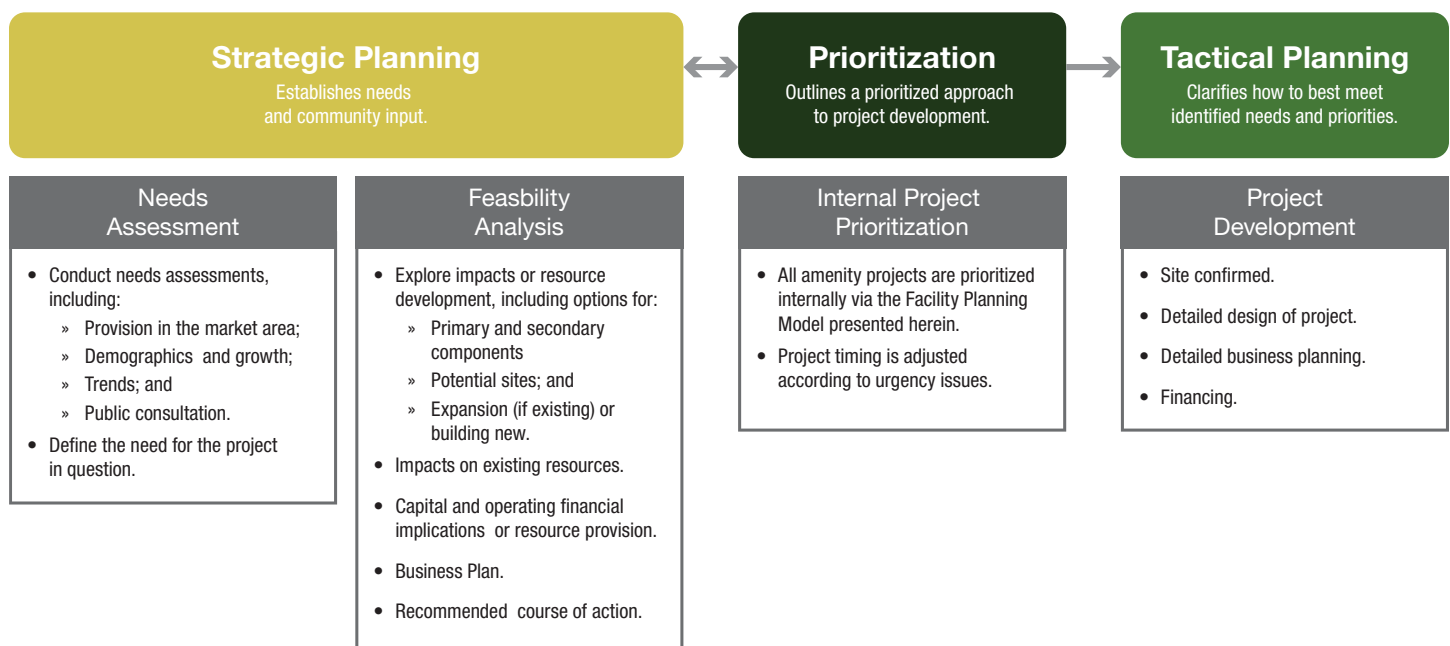 Strategic Planning
Establishes needs
and community input.
Prioritization
Outlines a prioritized approach
to project development.
Tactical Planning
Clarifies how to best meet
identified needs and priorities.
Needs
Assessment
• Conduct needs assessments,
including:
» Provision in the market area;
» Demographics and growth;
» Trends; and
» Public consultation.
• Define the need for the project
in question.
Feasbility
Analysis
• Explore impacts or resource
development, including options for:
» Primary and secondary
components
» Potential sites; and
» Expansion (if existing) or
building new.
• Impacts on existing resources.
• Capital and operating financial
implications or resource provision.
• Business Plan.
• Recommended course of action.
Internal Project
Prioritization
• All amenity projects are prioritized
internally via the Facility Planning
Model presented herein.
• Project timing is adjusted
according to urgency issues.
Project
Development
• Site confirmed.
• Detailed design of project.
• Detailed business planning.
• Financing.